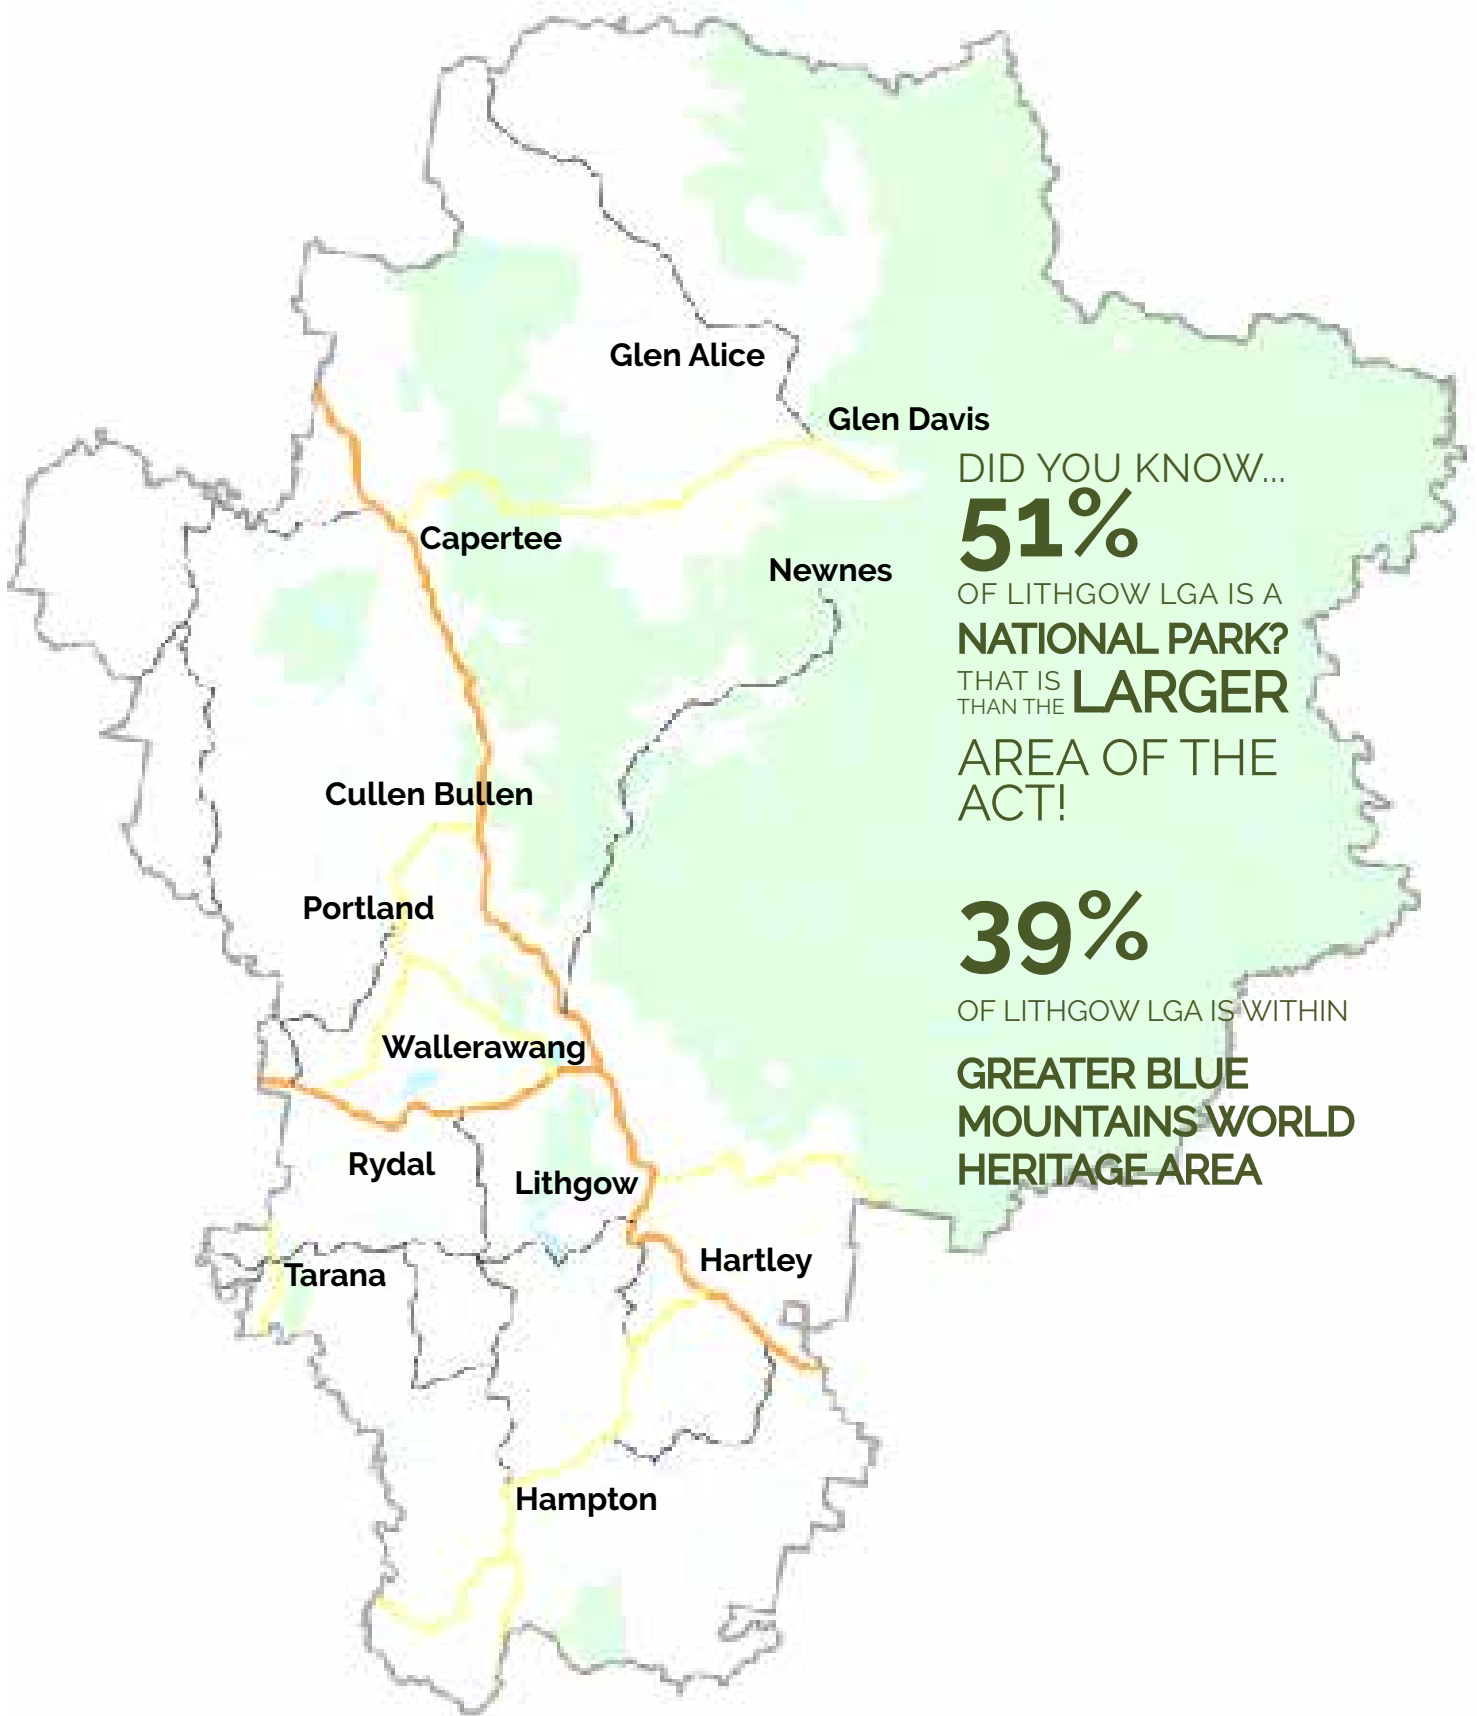 Glen Alice
Glen Davis
DID YOU KNOW...
51%
Capertee
Newnes
OF LITHGOW LGA IS A
NATIONAL PARK?
THAT IS
THAN THE LARGER
AREA OF THE
ACT!
Cullen Bullen
Portland
39%
OF LITHGOW LGA IS WITHIN
Wallerawang
GREATER BLUE
MOUNTAINS WORLD
HERITAGE AREA
Rydal
Lithgow
Hartley
Tarana
Hampton